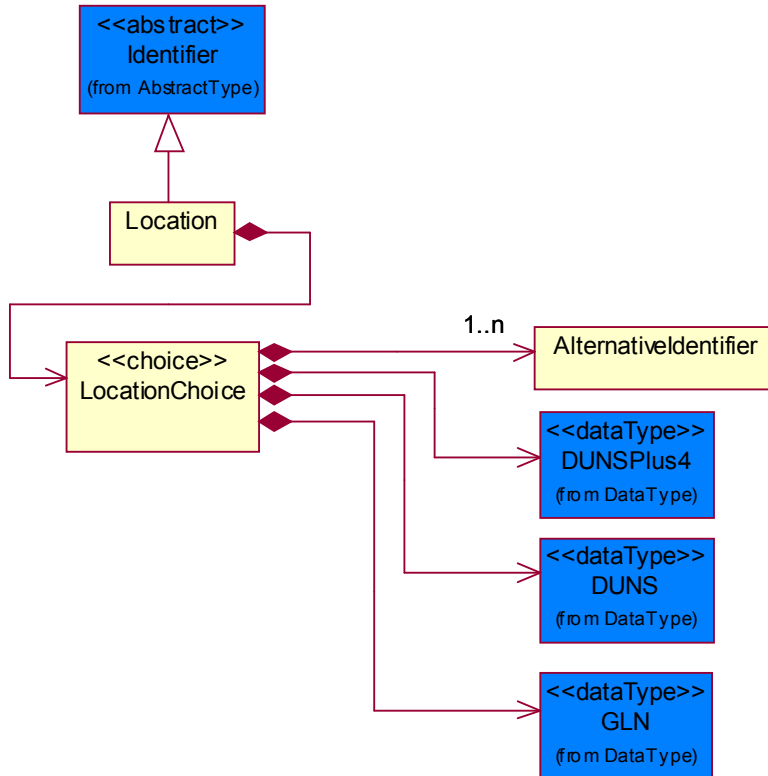 <<abstract>>
Identifier
(from AbstractType)
Location
1..n
<<choice>>
LocationChoice
AlternativeIdentifier
<<dataType>>
DUNSPlus4
(from DataType)
<<dataType>>
DUNS
(from DataType)
<<dataType>>
GLN
(from DataType)